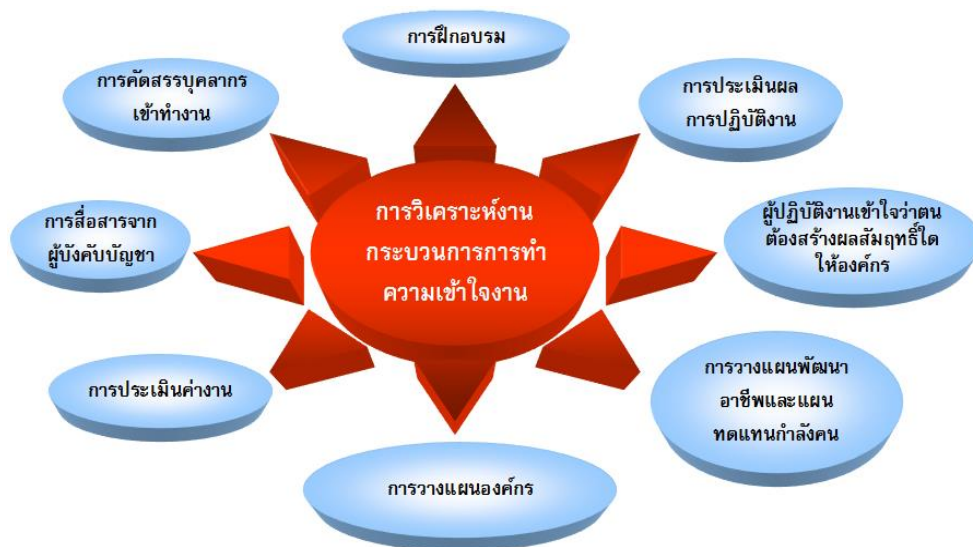 การฝึกอบรม
การคัดสรรบุคลากร
เข้าทำงาน
การประเมินผล
การปฏิบัติงาน
การสื่อสารจาก
ผู้บังคับบัญชา
การวิเคราะห์งาน
กระบวนการการทำ
ความเข้าใจงาน
ผู้ปฏิบัติงานเข้าใจว่าตน
ต้องสร้างผลสัมฤทธิ์ใด
ให้องค์กร
การประเมินค่างาน
การวางแผนพัฒนา
อาชีพและแผน
ทดแทนกำลังคน
การวางแผนองค์กร